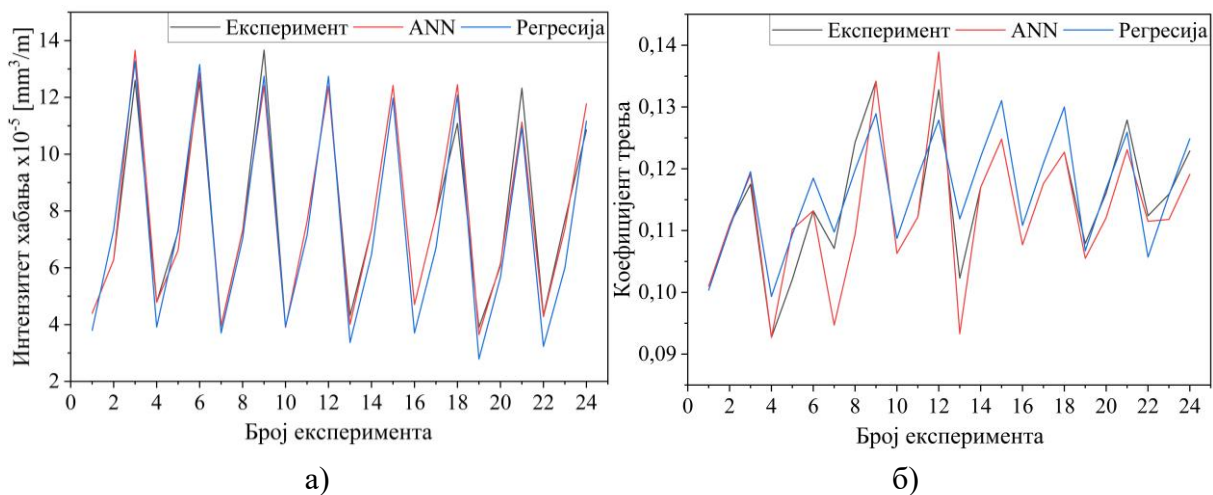 Експеримент ANN Регресија
14
12
10
8
6
4
2
0 2 4 6 8 10 12 14 16 18 20 22 24
Интензитет хабања x10⁻⁵ [mm³/m]
Број експеримента
а)
Експеримент ANN Регресија
0,14
0,13
0,12
0,11
0,10
0,09
0 2 4 6 8 10 12 14 16 18 20 22 24
Коефицијент трења
Број експеримента
б)